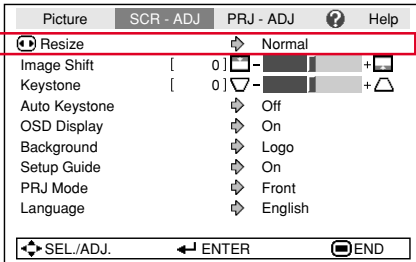 Picture SCR - ADJ PRJ - ADJ ? Help
Resize Normal
Image Shift [ 0 ] - +
Keystone [ 0 ] - +
Auto Keystone Off
OSD Display On
Background Logo
Setup Guide On
PRJ Mode Front
Language English
SEL./ADJ. ENTER END